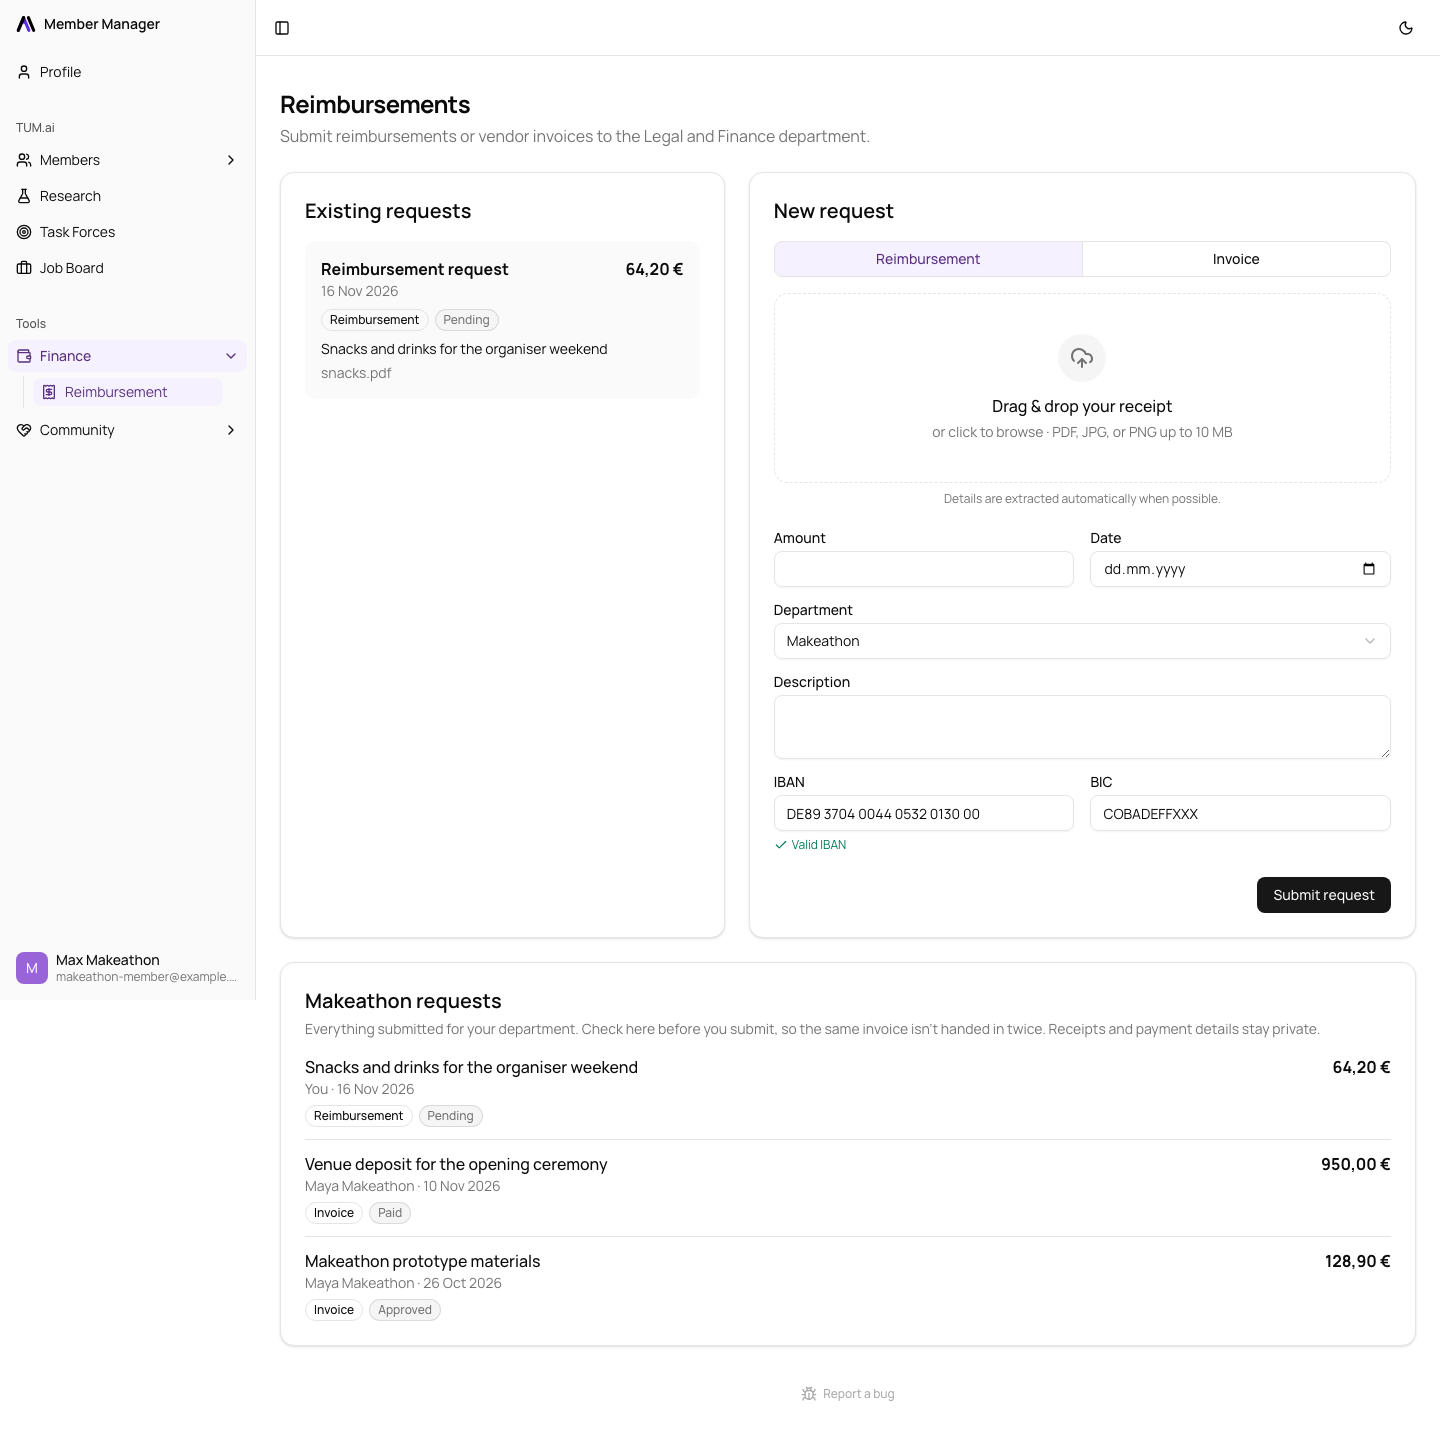 Member Manager
Profile
TUM.ai
Members
Research
Task Forces
Job Board
Tools
Finance
Reimbursement
Community
M
Max Makeathon
makeathon-member@example....
Reimbursements
Submit reimbursements or vendor invoices to the Legal and Finance department.
Existing requests
Reimbursement request 64,20 €
16 Nov 2026
Reimbursement Pending
Snacks and drinks for the organiser weekend
snacks.pdf
New request
Reimbursement Invoice
Drag & drop your receipt
or click to browse · PDF, JPG, or PNG up to 10 MB
Details are extracted automatically when possible.
Amount Date
dd.mm.yyyy
Department
Makeathon
Description
IBAN BIC
DE89 3704 0044 0532 0130 00 COBADEFFXXX
Valid IBAN
Submit request
Makeathon requests
Everything submitted for your department. Check here before you submit, so the same invoice isn't handed in twice. Receipts and payment details stay private.
Snacks and drinks for the organiser weekend 64,20 €
You · 16 Nov 2026
Reimbursement Pending
Venue deposit for the opening ceremony 950,00 €
Maya Makeathon · 10 Nov 2026
Invoice Paid
Makeathon prototype materials 128,90 €
Maya Makeathon · 26 Oct 2026
Invoice Approved
Report a bug